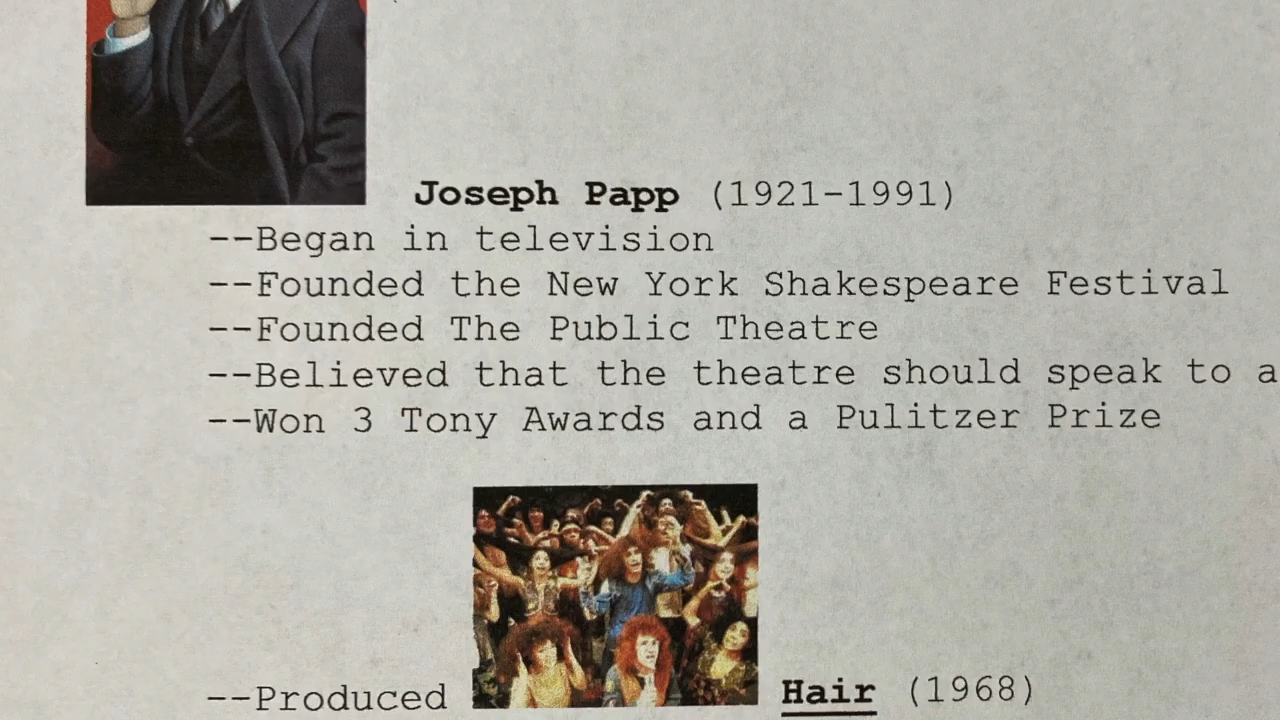 Joseph Papp (1921-1991)
--Began in television
--Founded the New York Shakespeare Festival
--Founded The Public Theatre
--Believed that the theatre should speak to a
--Won 3 Tony Awards and a Pulitzer Prize
--Produced Hair (1968)